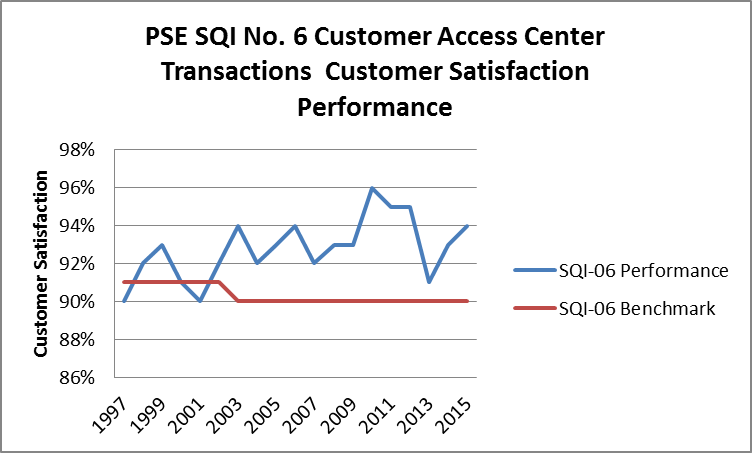 PSE SQI No. 6 Customer Access Center
Transactions  Customer Satisfaction
Performance
98%
96%
94%
92%
90%
88%
86%
Customer Satisfaction
1997
1999
2001
2003
2005
2007
2009
2011
2013
2015
SQI-06 Performance
SQI-06 Benchmark